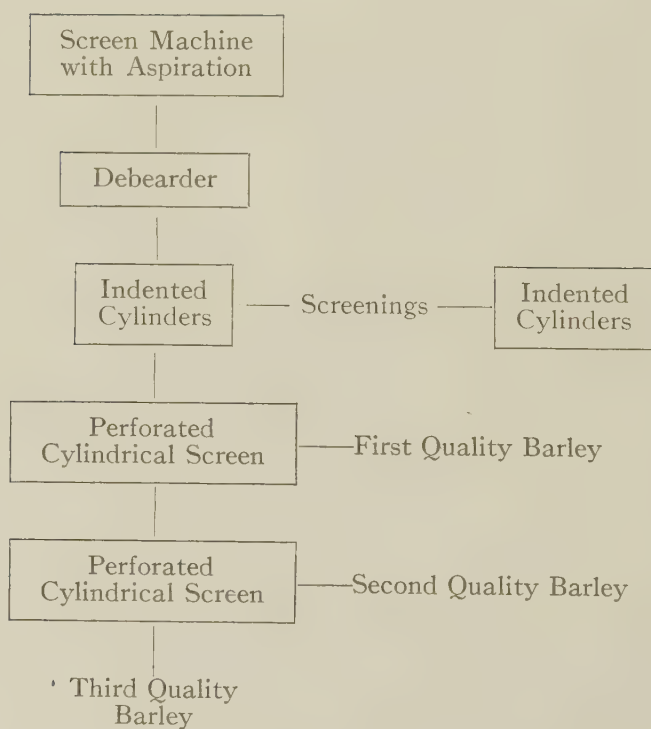 Screen Machine
with Aspiration
Debearder
Indented
Cylinders
Screenings
Indented
Cylinders
Perforated
Cylindrical Screen
First Quality Barley
Perforated
Cylindrical Screen
Second Quality Barley
Third Quality
Barley